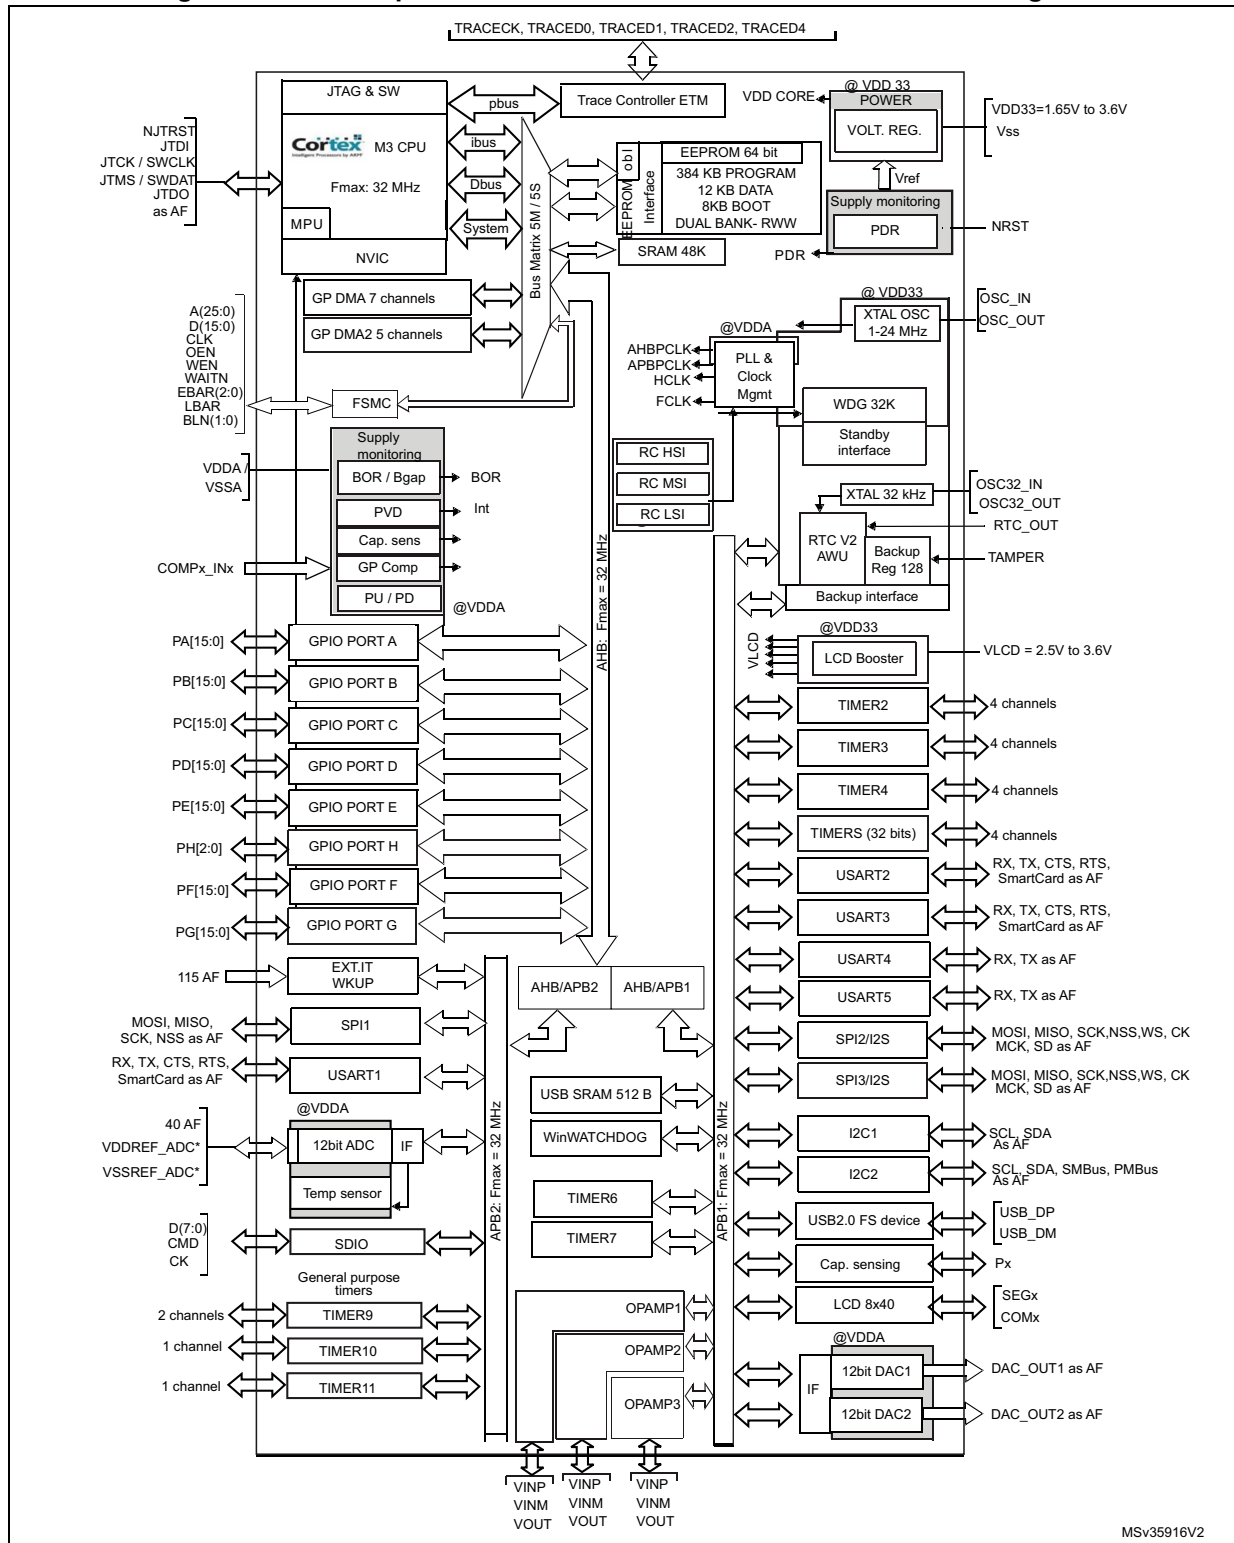 TRACECK, TRACED0, TRACED1, TRACED2, TRACED4
JTAG & SW
pbus
Trace Controller ETM
VDD CORE
@ VDD 33
POWER
VOLT. REG.
VDD33=1.65V to 3.6V
Vss
NJTRST
JTDI
JTCK / SWCLK
JTMS / SWDAT
JTDO
as AF
Cortex
Intelligent Processors by ARM®
M3 CPU
Fmax: 32 MHz
MPU
NVIC
ibus
Dbus
System
Bus Matrix 5M / 5S
EEPROM
Interface
obl
EEPROM 64 bit
384 KB PROGRAM
12 KB DATA
8KB BOOT
DUAL BANK- RWW
SRAM 48K
Vref
Supply monitoring
PDR
PDR
NRST
GP DMA 7 channels
GP DMA2 5 channels
A(25:0)
D(15:0)
CLK
OEN
WEN
WAITN
EBAR(2:0)
LBAR
BLN(1:0)
FSMC
@ VDD33
XTAL OSC
1-24 MHz
OSC_IN
OSC_OUT
@VDDA
AHBPCLK
APBPCLK
HCLK
FCLK
PLL &
Clock
Mgmt
WDG 32K
Standby
interface
Supply
monitoring
VDDA /
VSSA
BOR / Bgap
BOR
PVD
Int
Cap. sens
GP Comp
COMPx_INx
PU / PD
@VDDA
RC HSI
RC MSI
RC LSI
XTAL 32 kHz
OSC32_IN
OSC32_OUT
RTC V2
AWU
RTC_OUT
Backup
Reg 128
TAMPER
Backup interface
AHB: Fmax = 32 MHz
@VDD33
VLCD
LCD Booster
VLCD = 2.5V to 3.6V
PA[15:0]
GPIO PORT A
PB[15:0]
GPIO PORT B
PC[15:0]
GPIO PORT C
PD[15:0]
GPIO PORT D
PE[15:0]
GPIO PORT E
PH[2:0]
GPIO PORT H
PF[15:0]
GPIO PORT F
PG[15:0]
GPIO PORT G
TIMER2
4 channels
TIMER3
4 channels
TIMER4
4 channels
TIMERS (32 bits)
4 channels
USART2
RX, TX, CTS, RTS,
SmartCard as AF
USART3
RX, TX, CTS, RTS,
SmartCard as AF
USART4
RX, TX as AF
USART5
RX, TX as AF
SPI2/I2S
MOSI, MISO, SCK,NSS,WS, CK
MCK, SD as AF
SPI3/I2S
MOSI, MISO, SCK,NSS,WS, CK
MCK, SD as AF
115 AF
EXT.IT
WKUP
MOSI, MISO,
SCK, NSS as AF
SPI1
RX, TX, CTS, RTS,
SmartCard as AF
USART1
AHB/APB2
AHB/APB1
USB SRAM 512 B
WinWATCHDOG
TIMER6
TIMER7
APB2: Fmax = 32 MHz
APB1: Fmax = 32 MHz
@VDDA
40 AF
VDDREF_ADC*
VSSREF_ADC*
12bit ADC
IF
Temp sensor
D(7:0)
CMD
CK
SDIO
General purpose
timers
2 channels
TIMER9
1 channel
TIMER10
1 channel
TIMER11
I2C1
SCL, SDA
As AF
I2C2
SCL, SDA, SMBus, PMBus
As AF
USB2.0 FS device
USB_DP
USB_DM
Cap. sensing
Px
LCD 8x40
SEGx
COMx
OPAMP1
OPAMP2
OPAMP3
@VDDA
IF
12bit DAC1
DAC_OUT1 as AF
12bit DAC2
DAC_OUT2 as AF
VINP
VINM
VOUT
VINP
VINM
VOUT
VINP
VINM
VOUT
MSv35916V2